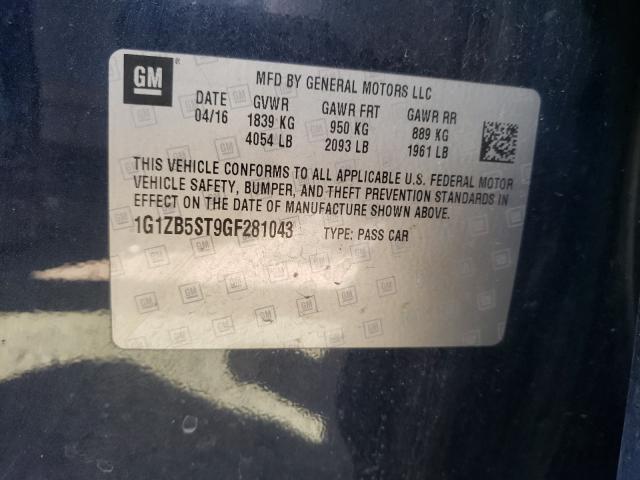 GM
MFD BY GENERAL MOTORS LLC
DATE GVWR GAWR FRT GAWR RR
04/16 1839 KG 950 KG 889 KG
4054 LB 2093 LB 1961 LB
THIS VEHICLE CONFORMS TO ALL APPLICABLE U.S. FEDERAL MOTOR
VEHICLE SAFETY, BUMPER, AND THEFT PREVENTION STANDARDS IN
EFFECT ON THE DATE OF MANUFACTURE SHOWN ABOVE.
1G1ZB5ST9GF281043 TYPE: PASS CAR